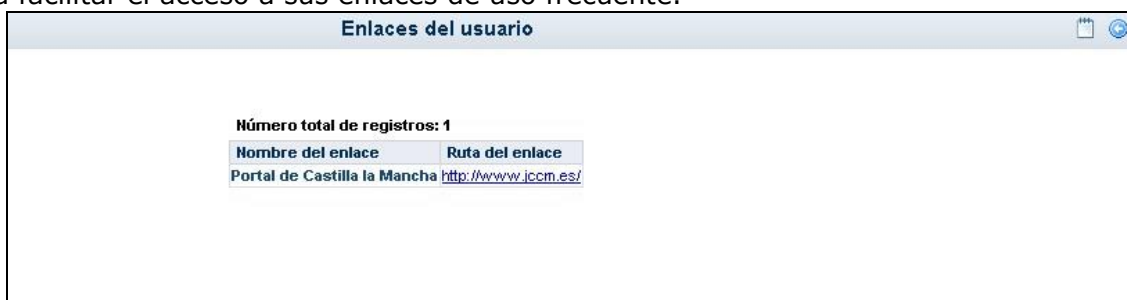 facilitar el acceso a sus enlaces de uso frecuente.
Enlaces del usuario
Número total de registros: 1
Nombre del enlace Ruta del enlace
Portal de Castilla la Mancha http://www.jccm.es/